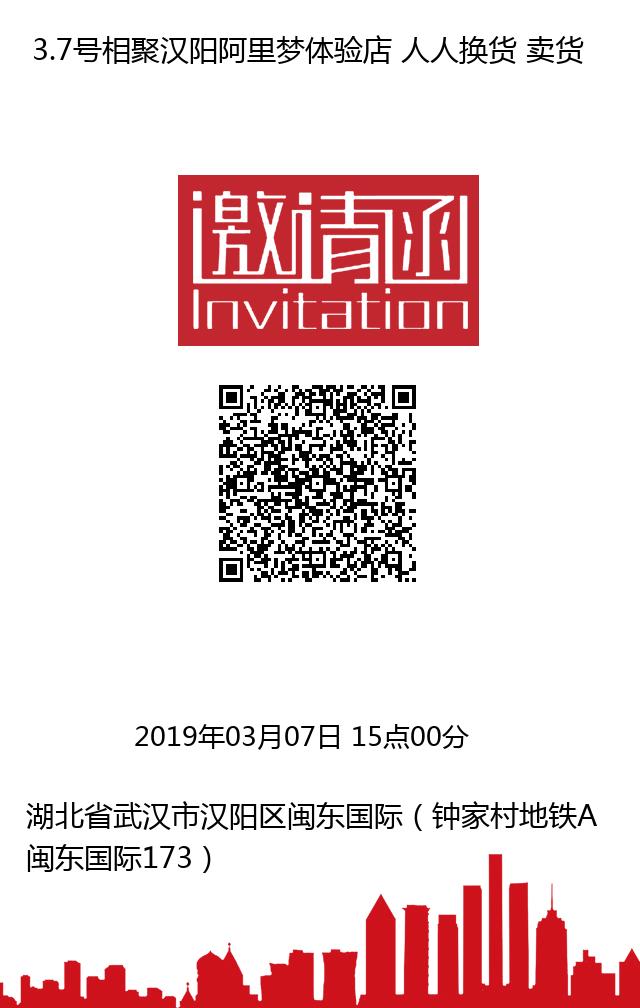 3.7号相聚汉阳阿里梦体验店 人人换货 卖货
邀请函
Invitation
2019年03月07日 15点00分
湖北省武汉市汉阳区闽东国际（钟家村地铁A
闽东国际173）